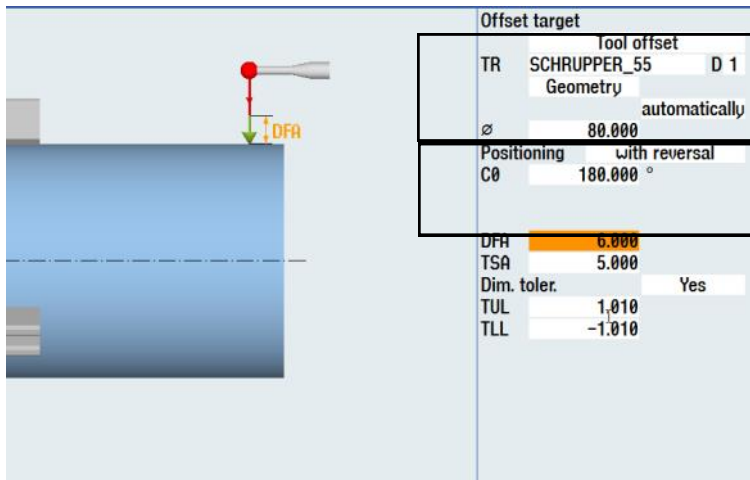 Offset target
Tool offset
TR SCHRUPPER_55 D 1
Geometry
automatically
⌀ 80.000
Positioning with reversal
C0 180.000 °
DFA
DFA 6.000
TSA 5.000
Dim. toler. Yes
TUL 1.010
TLL -1.010